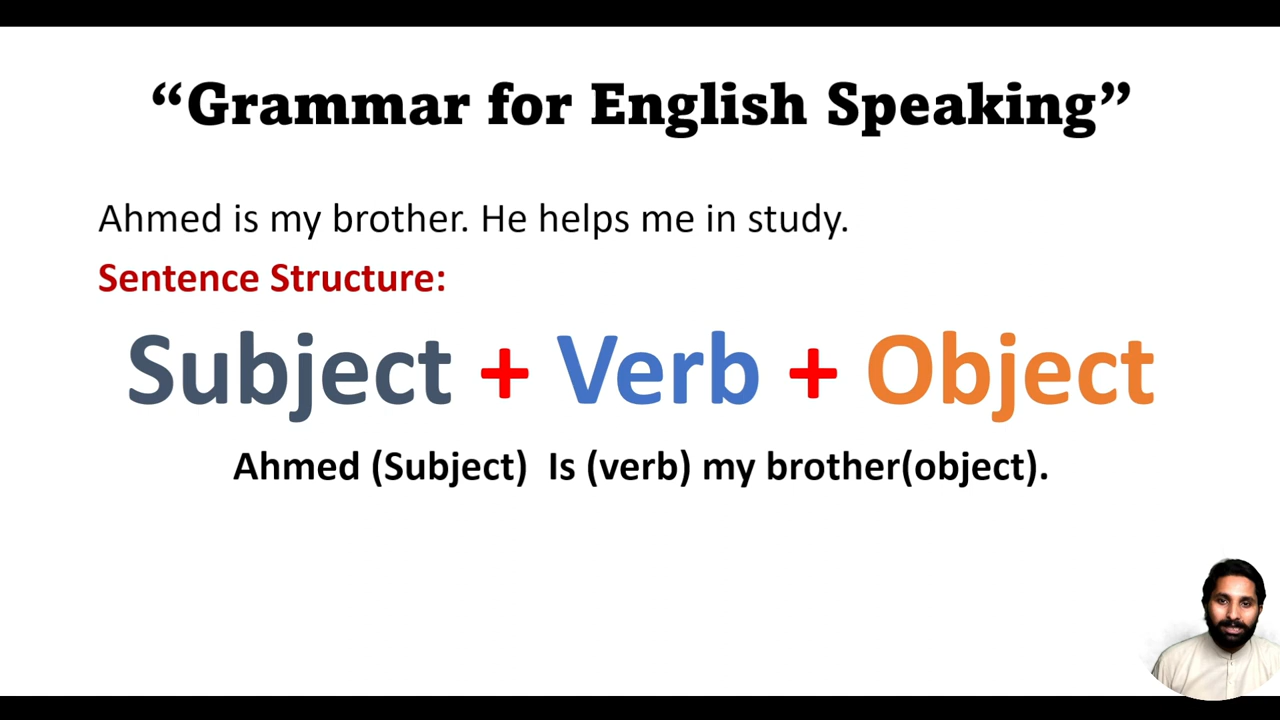 “Grammar for English Speaking”
Ahmed is my brother. He helps me in study.
Sentence Structure:
Subject + Verb + Object
Ahmed (Subject)  Is (verb) my brother(object).